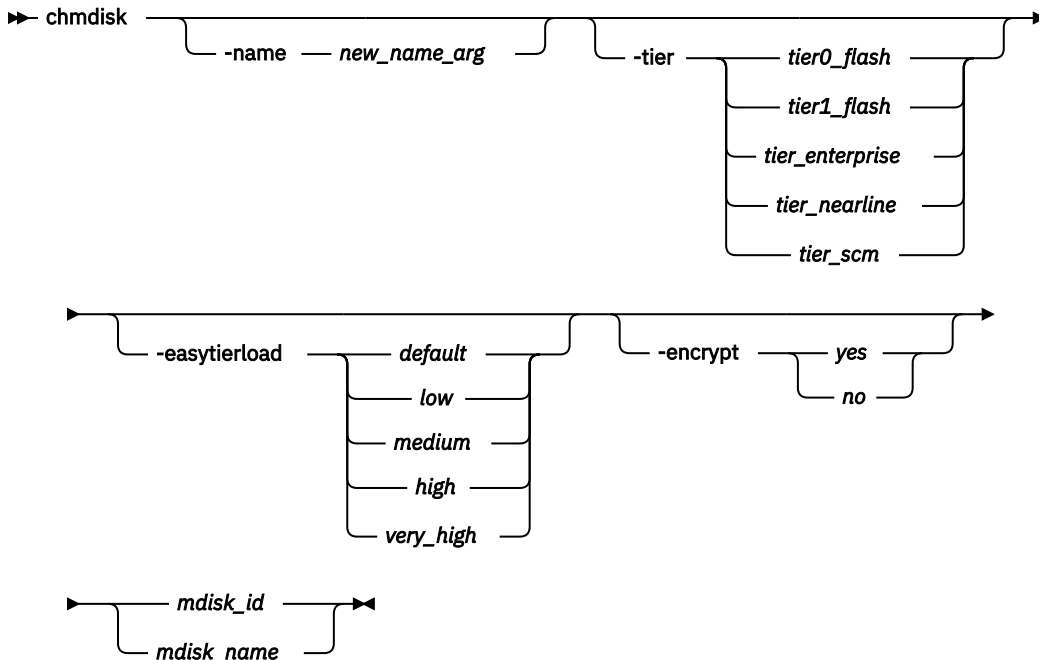 chmdisk
-name new_name_arg
-tier tier0_flash
tier1_flash
tier_enterprise
tier_nearline
tier_scm
-easytierload default
low
medium
high
very_high
-encrypt yes
no
mdisk_id
mdisk_name